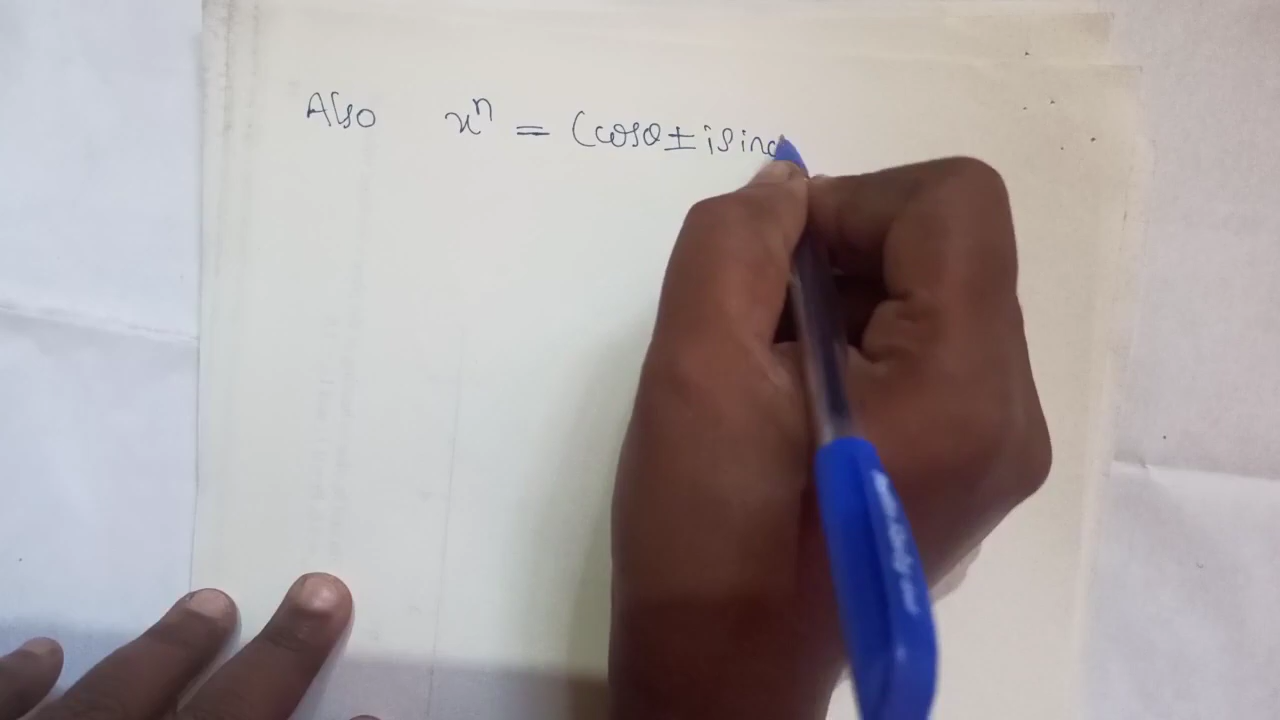 Also xⁿ = (cosθ ± isin